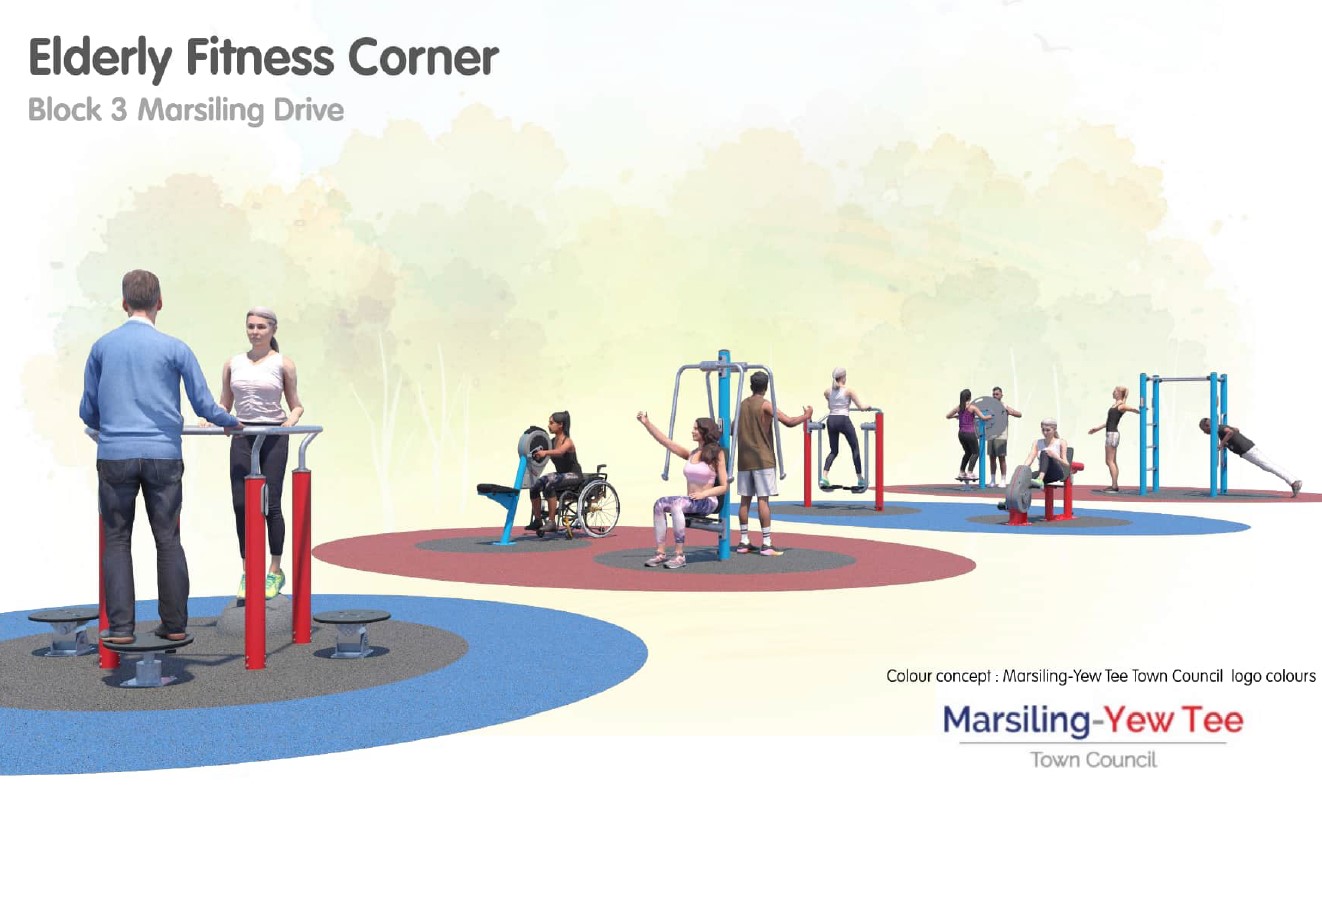 Elderly Fitness Corner
Block 3 Marsiling Drive
Colour concept : Marsiling-Yew Tee Town Council logo colours
Marsiling-Yew Tee
Town Council